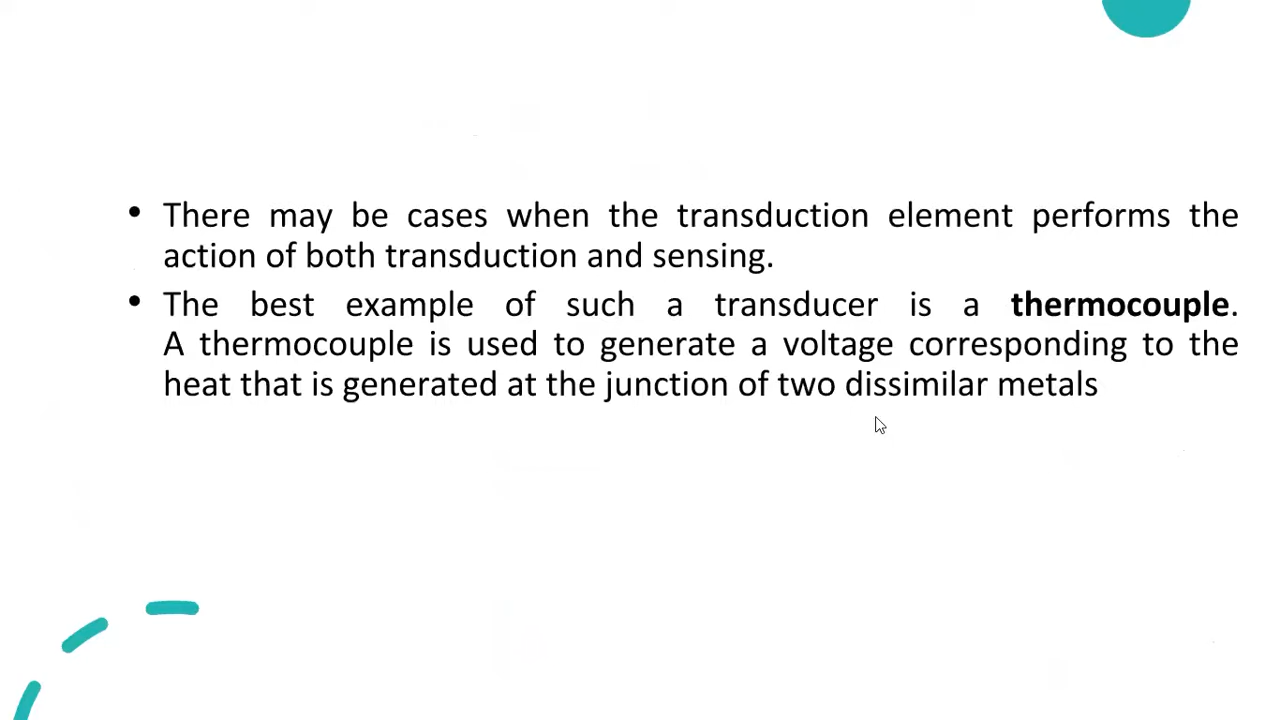 • There may be cases when the transduction element performs the
action of both transduction and sensing.
• The best example of such a transducer is a thermocouple.
A thermocouple is used to generate a voltage corresponding to the
heat that is generated at the junction of two dissimilar metals